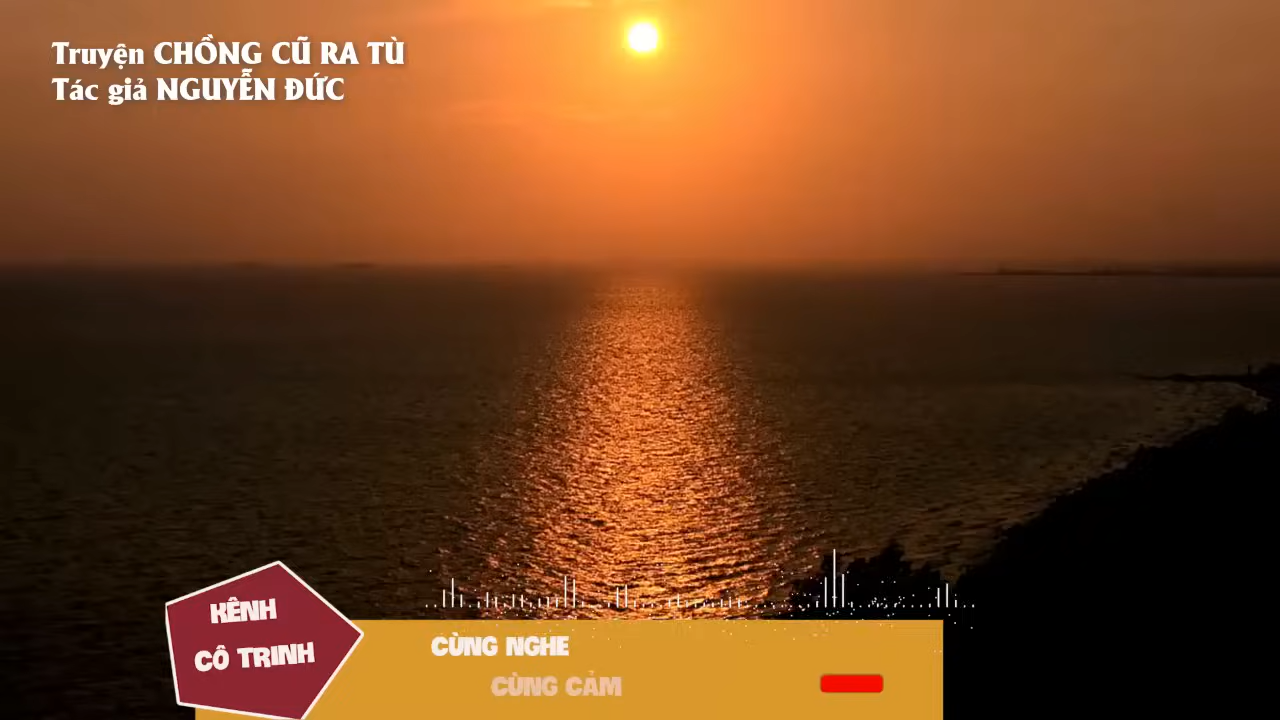 Truyện CHỒNG CŨ RA TÙ
Tác giả NGUYỄN ĐỨC
KÊNH
CÔ TRINH
CÙNG NGHE
CÙNG CẢM